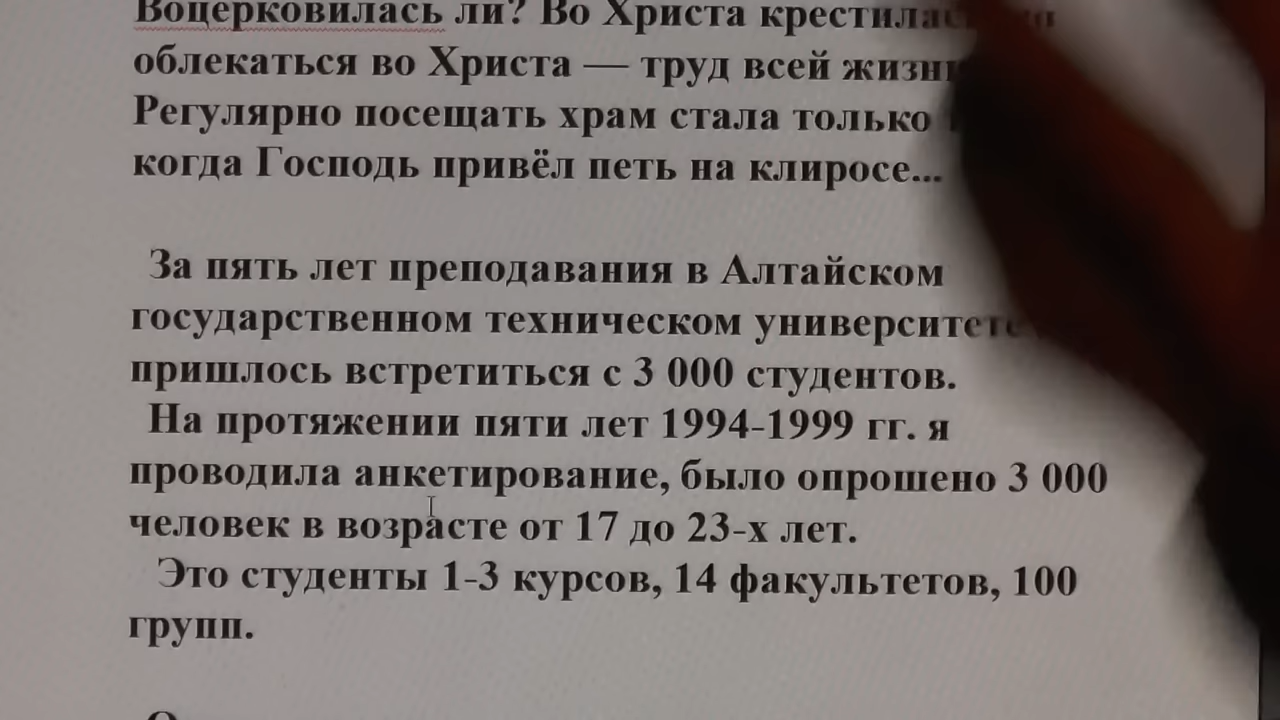 Воцерковилась ли? Во Христа
облекаться во Христа — труд всей
Регулярно посещать храм стала только
когда Господь привёл петь на клиросе...
За пять лет преподавания в Алтайском
государственном техническом университете
пришлось встретиться с 3 000 студентов.
На протяжении пяти лет 1994-1999 гг. я
проводила анкетирование, было опрошено 3 000
человек в возрасте от 17 до 23-х лет.
Это студенты 1-3 курсов, 14 факультетов, 100
групп.